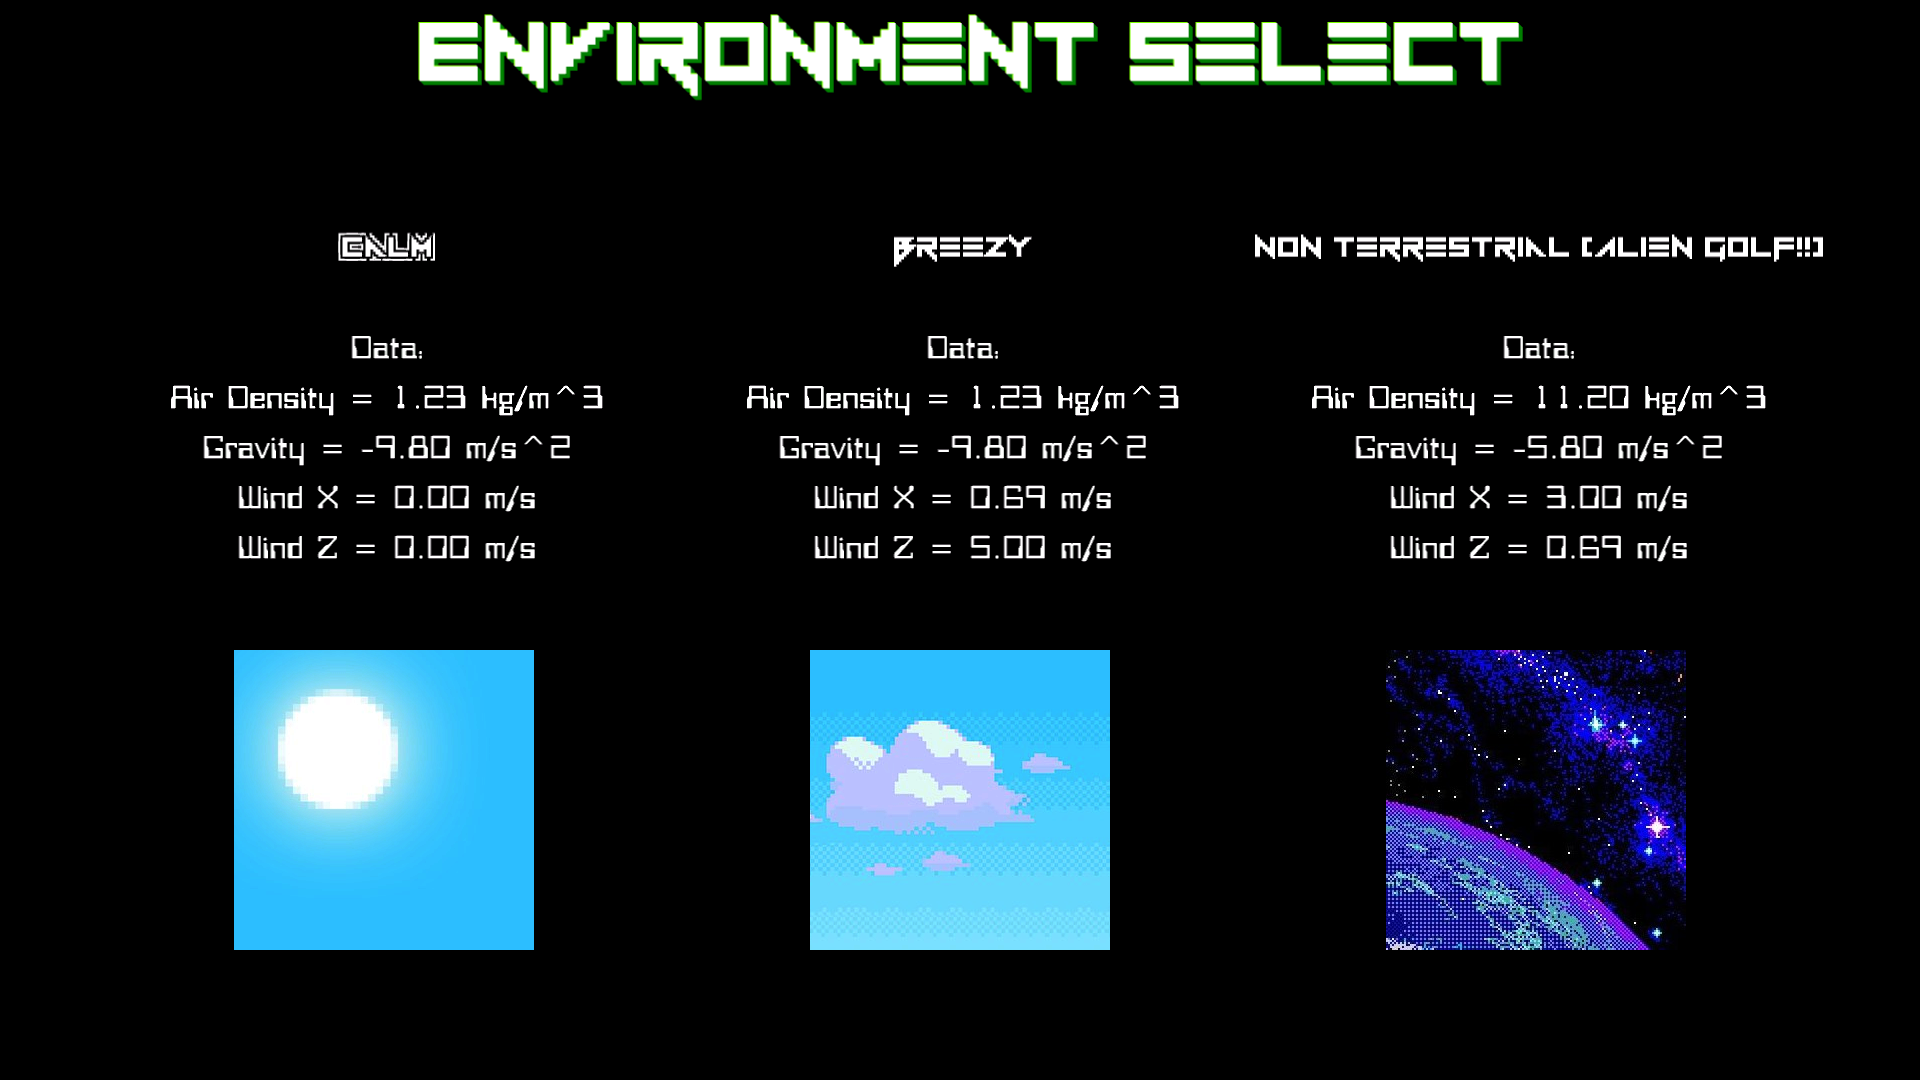 ENVIRONMENT SELECT
CALM
Data:
Air Density = 1.23 kg/m^3
Gravity = -9.80 m/s^2
Wind X = 0.00 m/s
Wind Z = 0.00 m/s
BREEZY
Data:
Air Density = 1.23 kg/m^3
Gravity = -9.80 m/s^2
Wind X = 0.69 m/s
Wind Z = 5.00 m/s
NON TERRESTRIAL (ALIEN GOLF!!)
Data:
Air Density = 11.20 kg/m^3
Gravity = -5.80 m/s^2
Wind X = 3.00 m/s
Wind Z = 0.69 m/s